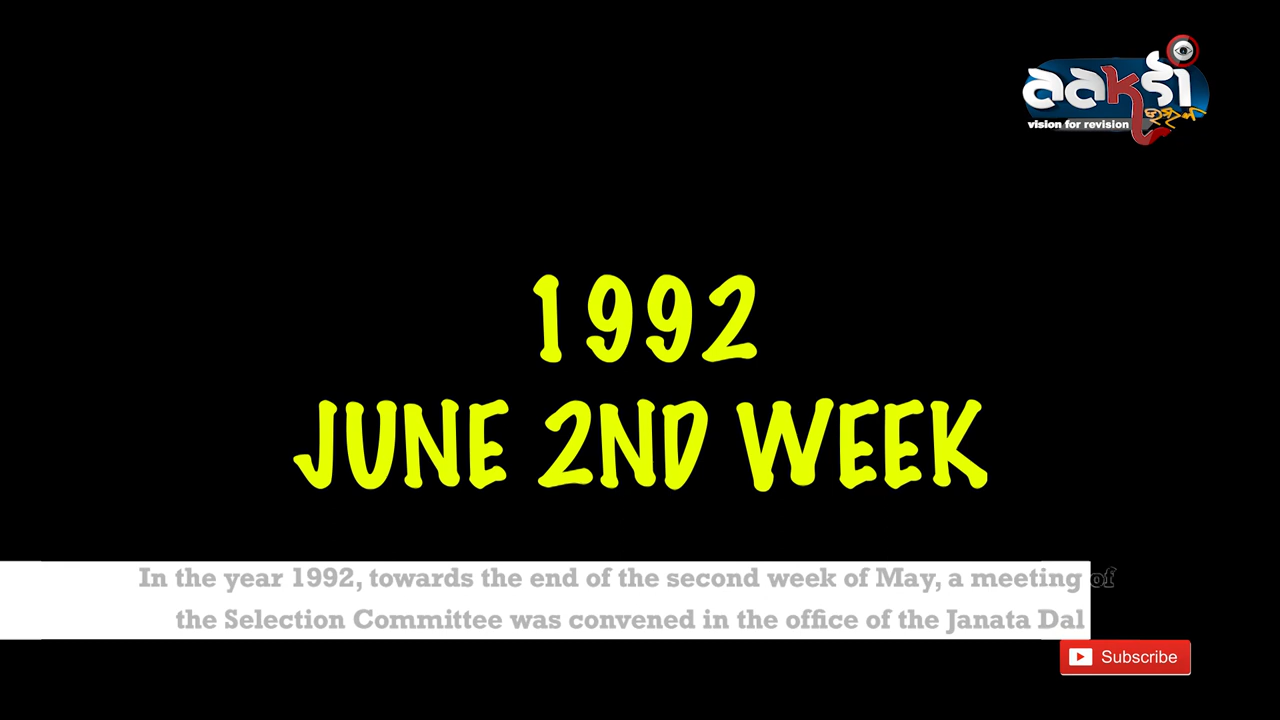 vision for revision
1992
JUNE 2ND WEEK
In the year 1992, towards the end of the second week of May, a meeting of
the Selection Committee was convened in the office of the Janata Dal
Subscribe